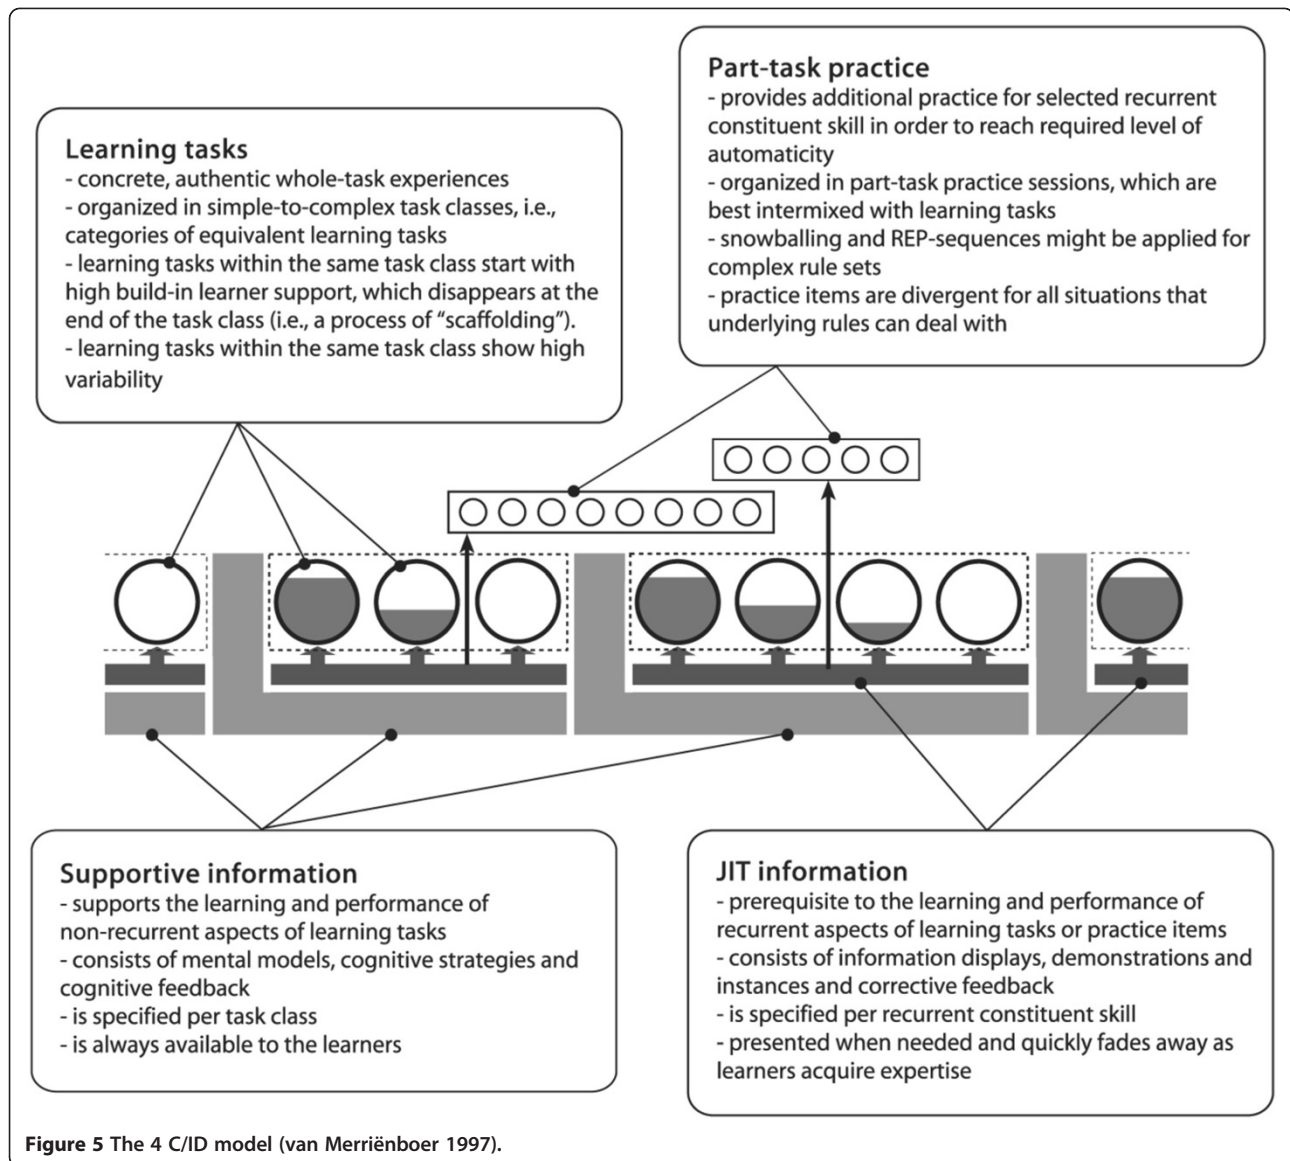 Learning tasks
- concrete, authentic whole-task experiences
- organized in simple-to-complex task classes, i.e.,
categories of equivalent learning tasks
- learning tasks within the same task class start with
high build-in learner support, which disappears at the
end of the task class (i.e., a process of “scaffolding”).
- learning tasks within the same task class show high
variability
Part-task practice
- provides additional practice for selected recurrent
constituent skill in order to reach required level of
automaticity
- organized in part-task practice sessions, which are
best intermixed with learning tasks
- snowballing and REP-sequences might be applied for
complex rule sets
- practice items are divergent for all situations that
underlying rules can deal with
Supportive information
- supports the learning and performance of
non-recurrent aspects of learning tasks
- consists of mental models, cognitive strategies and
cognitive feedback
- is specified per task class
- is always available to the learners
JIT information
- prerequisite to the learning and performance of
recurrent aspects of learning tasks or practice items
- consists of information displays, demonstrations and
instances and corrective feedback
- is specified per recurrent constituent skill
- presented when needed and quickly fades away as
learners acquire expertise
Figure 5 The 4 C/ID model (van Merriënboer 1997).